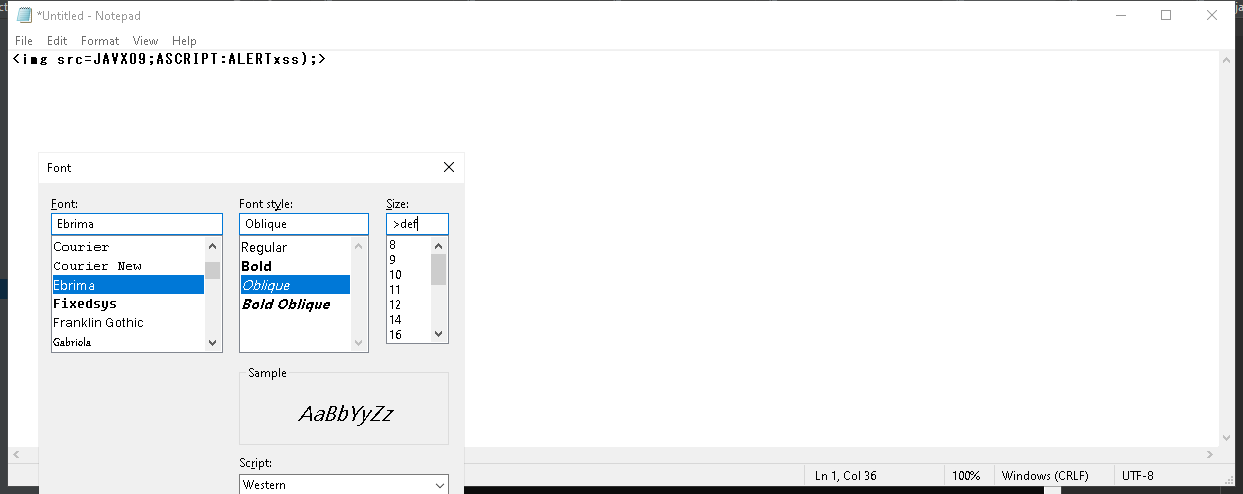 *Untitled - Notepad
File Edit Format View Help
<img src=JAVX09;ASCRIPT:ALERTxss);>
Font
Font: Font style: Size:
Ebrima Oblique >def
Courier Regular 8
Courier New Bold 9
Ebrima Oblique 10
Fixedsys Bold Oblique 11
Franklin Gothic 12
Gabriola 14
16
Sample
AaBbYyZz
Script:
Western
Ln 1, Col 36 100% Windows (CRLF) UTF-8